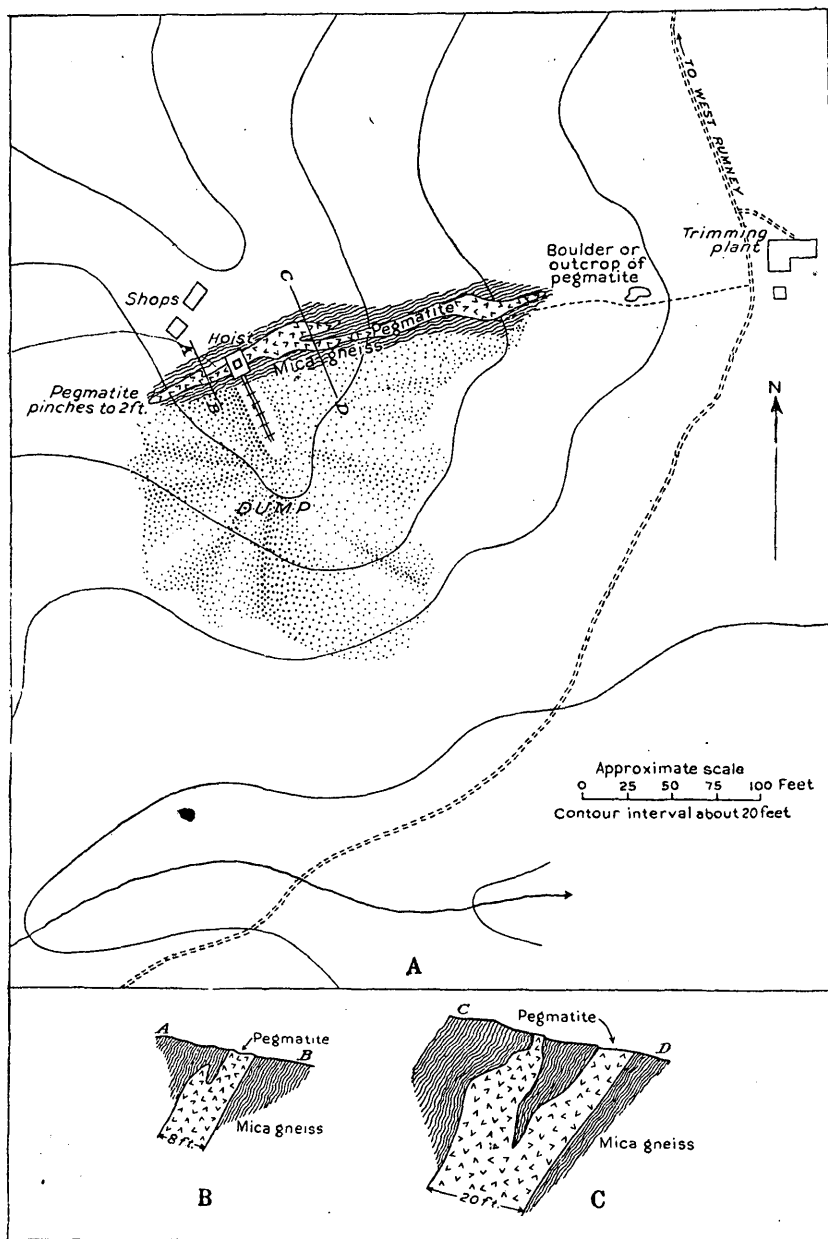 TO WEST RUMNEY
Trimming
plant
Boulder or
outcrop of
pegmatite
Shops
C
Hoist
Pegmatite
Mica gneiss
A
B
D
Pegmatite
pinches to 2ft.
N
DUMP
Approximate scale
0 25 50 75 100 Feet
Contour interval about 20 feet
A
A
Pegmatite
B
Mica gneiss
8 ft.
B
C
Pegmatite
D
Mica gneiss
20 ft.
C